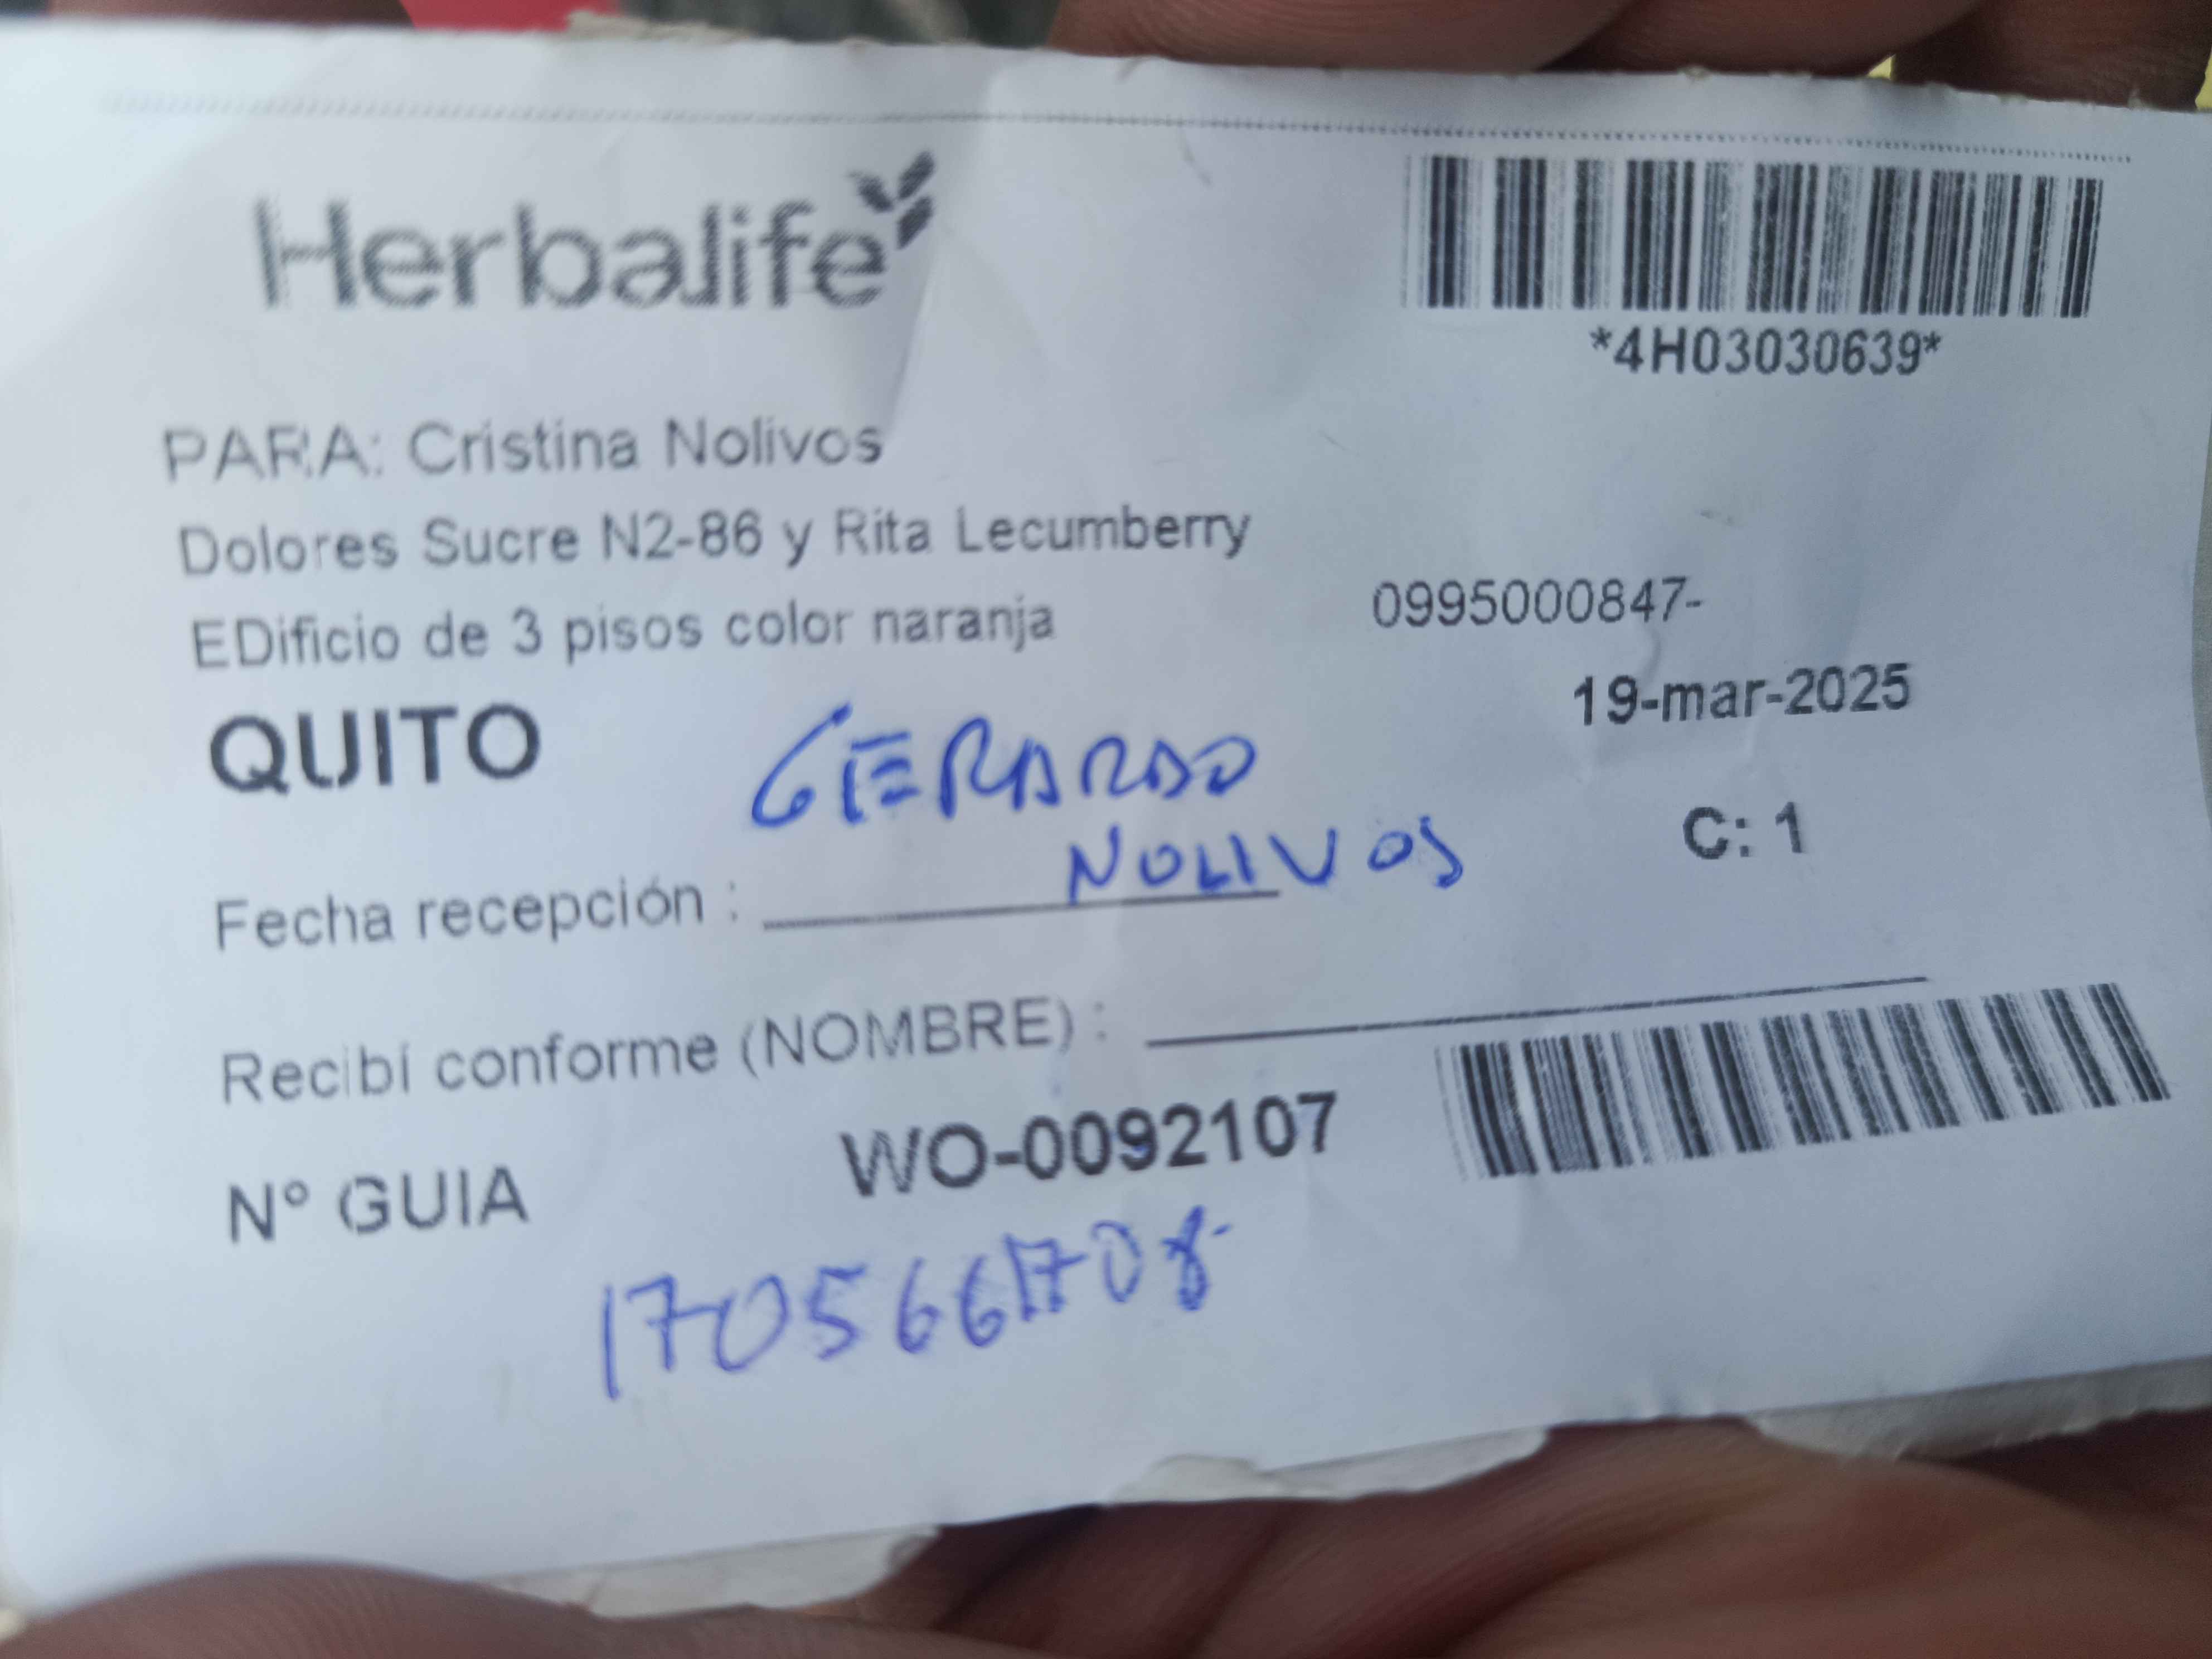 Herbalife
*4H03030639*
PARA: Cristina Nolivos
Dolores Sucre N2-86 y Rita Lecumberry
EDificio de 3 pisos color naranja
0995000847-
QUITO
19-mar-2025
GERARDO
NOLIVOS
C: 1
Fecha recepción :
Recibí conforme (NOMBRE) :
N° GUIA
WO-0092107